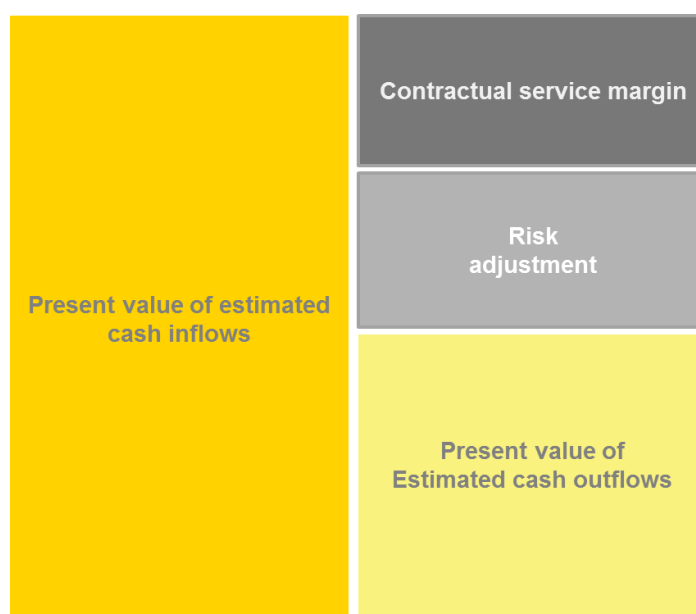 Present value of estimated
cash inflows
Contractual service margin
Risk
adjustment
Present value of
Estimated cash outflows